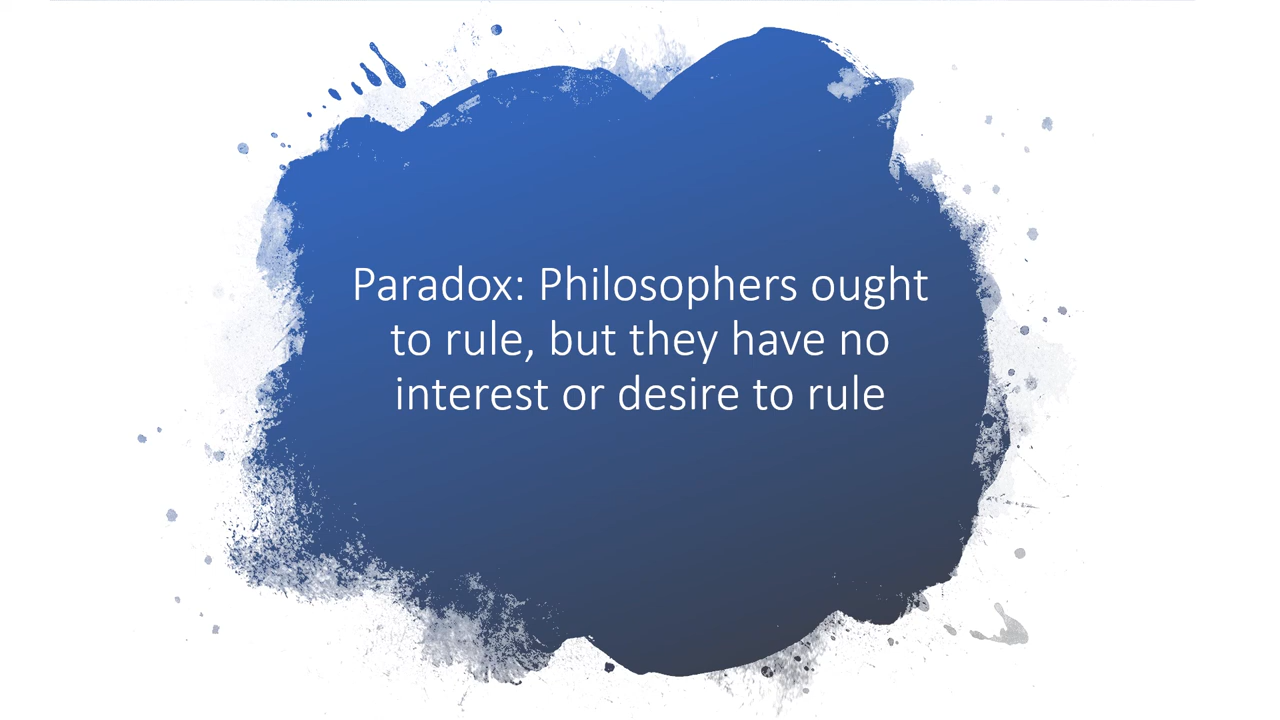 Paradox: Philosophers ought
to rule, but they have no
interest or desire to rule